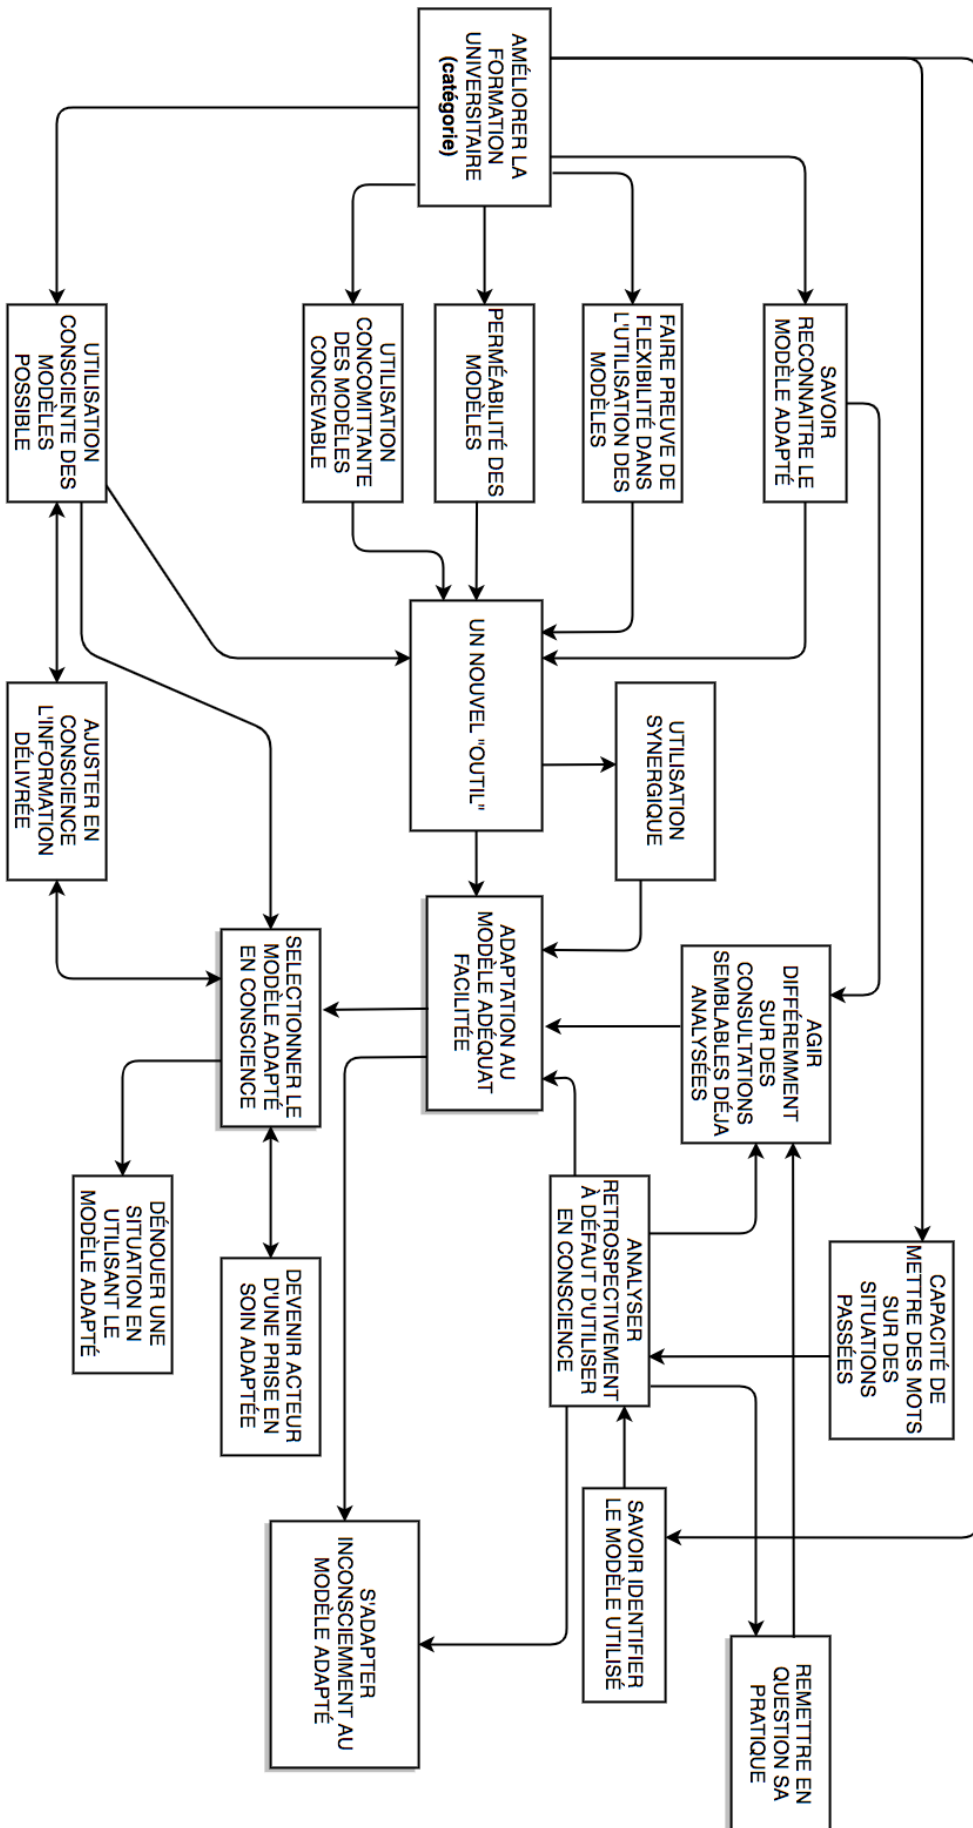 AMÉLIORER LA
FORMATION
UNIVERSITAIRE
(catégorie)
SAVOIR
RECONNAITRE LE
MODÈLE ADAPTÉ
FAIRE PREUVE DE
FLEXIBILITÉ DANS
L'UTILISATION DES
MODÈLES
PERMÉABILITÉ DES
MODÈLES
UTILISATION
CONCOMITTANTE
DES MODÈLES
CONCEVABLE
UTILISATION
CONSCIENTE DES
MODÈLES
POSSIBLE
UN NOUVEL "OUTIL"
UTILISATION
SYNERGIQUE
AJUSTER EN
CONSCIENCE
L'INFORMATION
DÉLIVRÉE
AGIR
DIFFÉREMMENT
SUR DES
CONSULTATIONS
SEMBLABLES DÉJA
ANALYSÉES
ADAPTATION AU
MODÈLE ADÉQUAT
FACILITÉE
SELECTIONNER LE
MODÈLE ADAPTÉ
EN CONSCIENCE
CAPACITÉ DE
METTRE DES MOTS
SUR DES
SITUATIONS
PASSÉES
ANALYSER
RETROSPECTIVEMENT
À DÉFAUT D'UTILISER
EN CONSCIENCE
DEVENIR ACTEUR
D'UNE PRISE EN
SOIN ADAPTÉE
DÉNOUER UNE
SITUATION EN
UTILISANT LE
MODÈLE ADAPTÉ
REMETTRE EN
QUESTION SA
PRATIQUE
SAVOIR IDENTIFIER
LE MODÈLE UTILISÉ
S'ADAPTER
INCONSCIEMMENT AU
MODÈLE ADAPTÉ